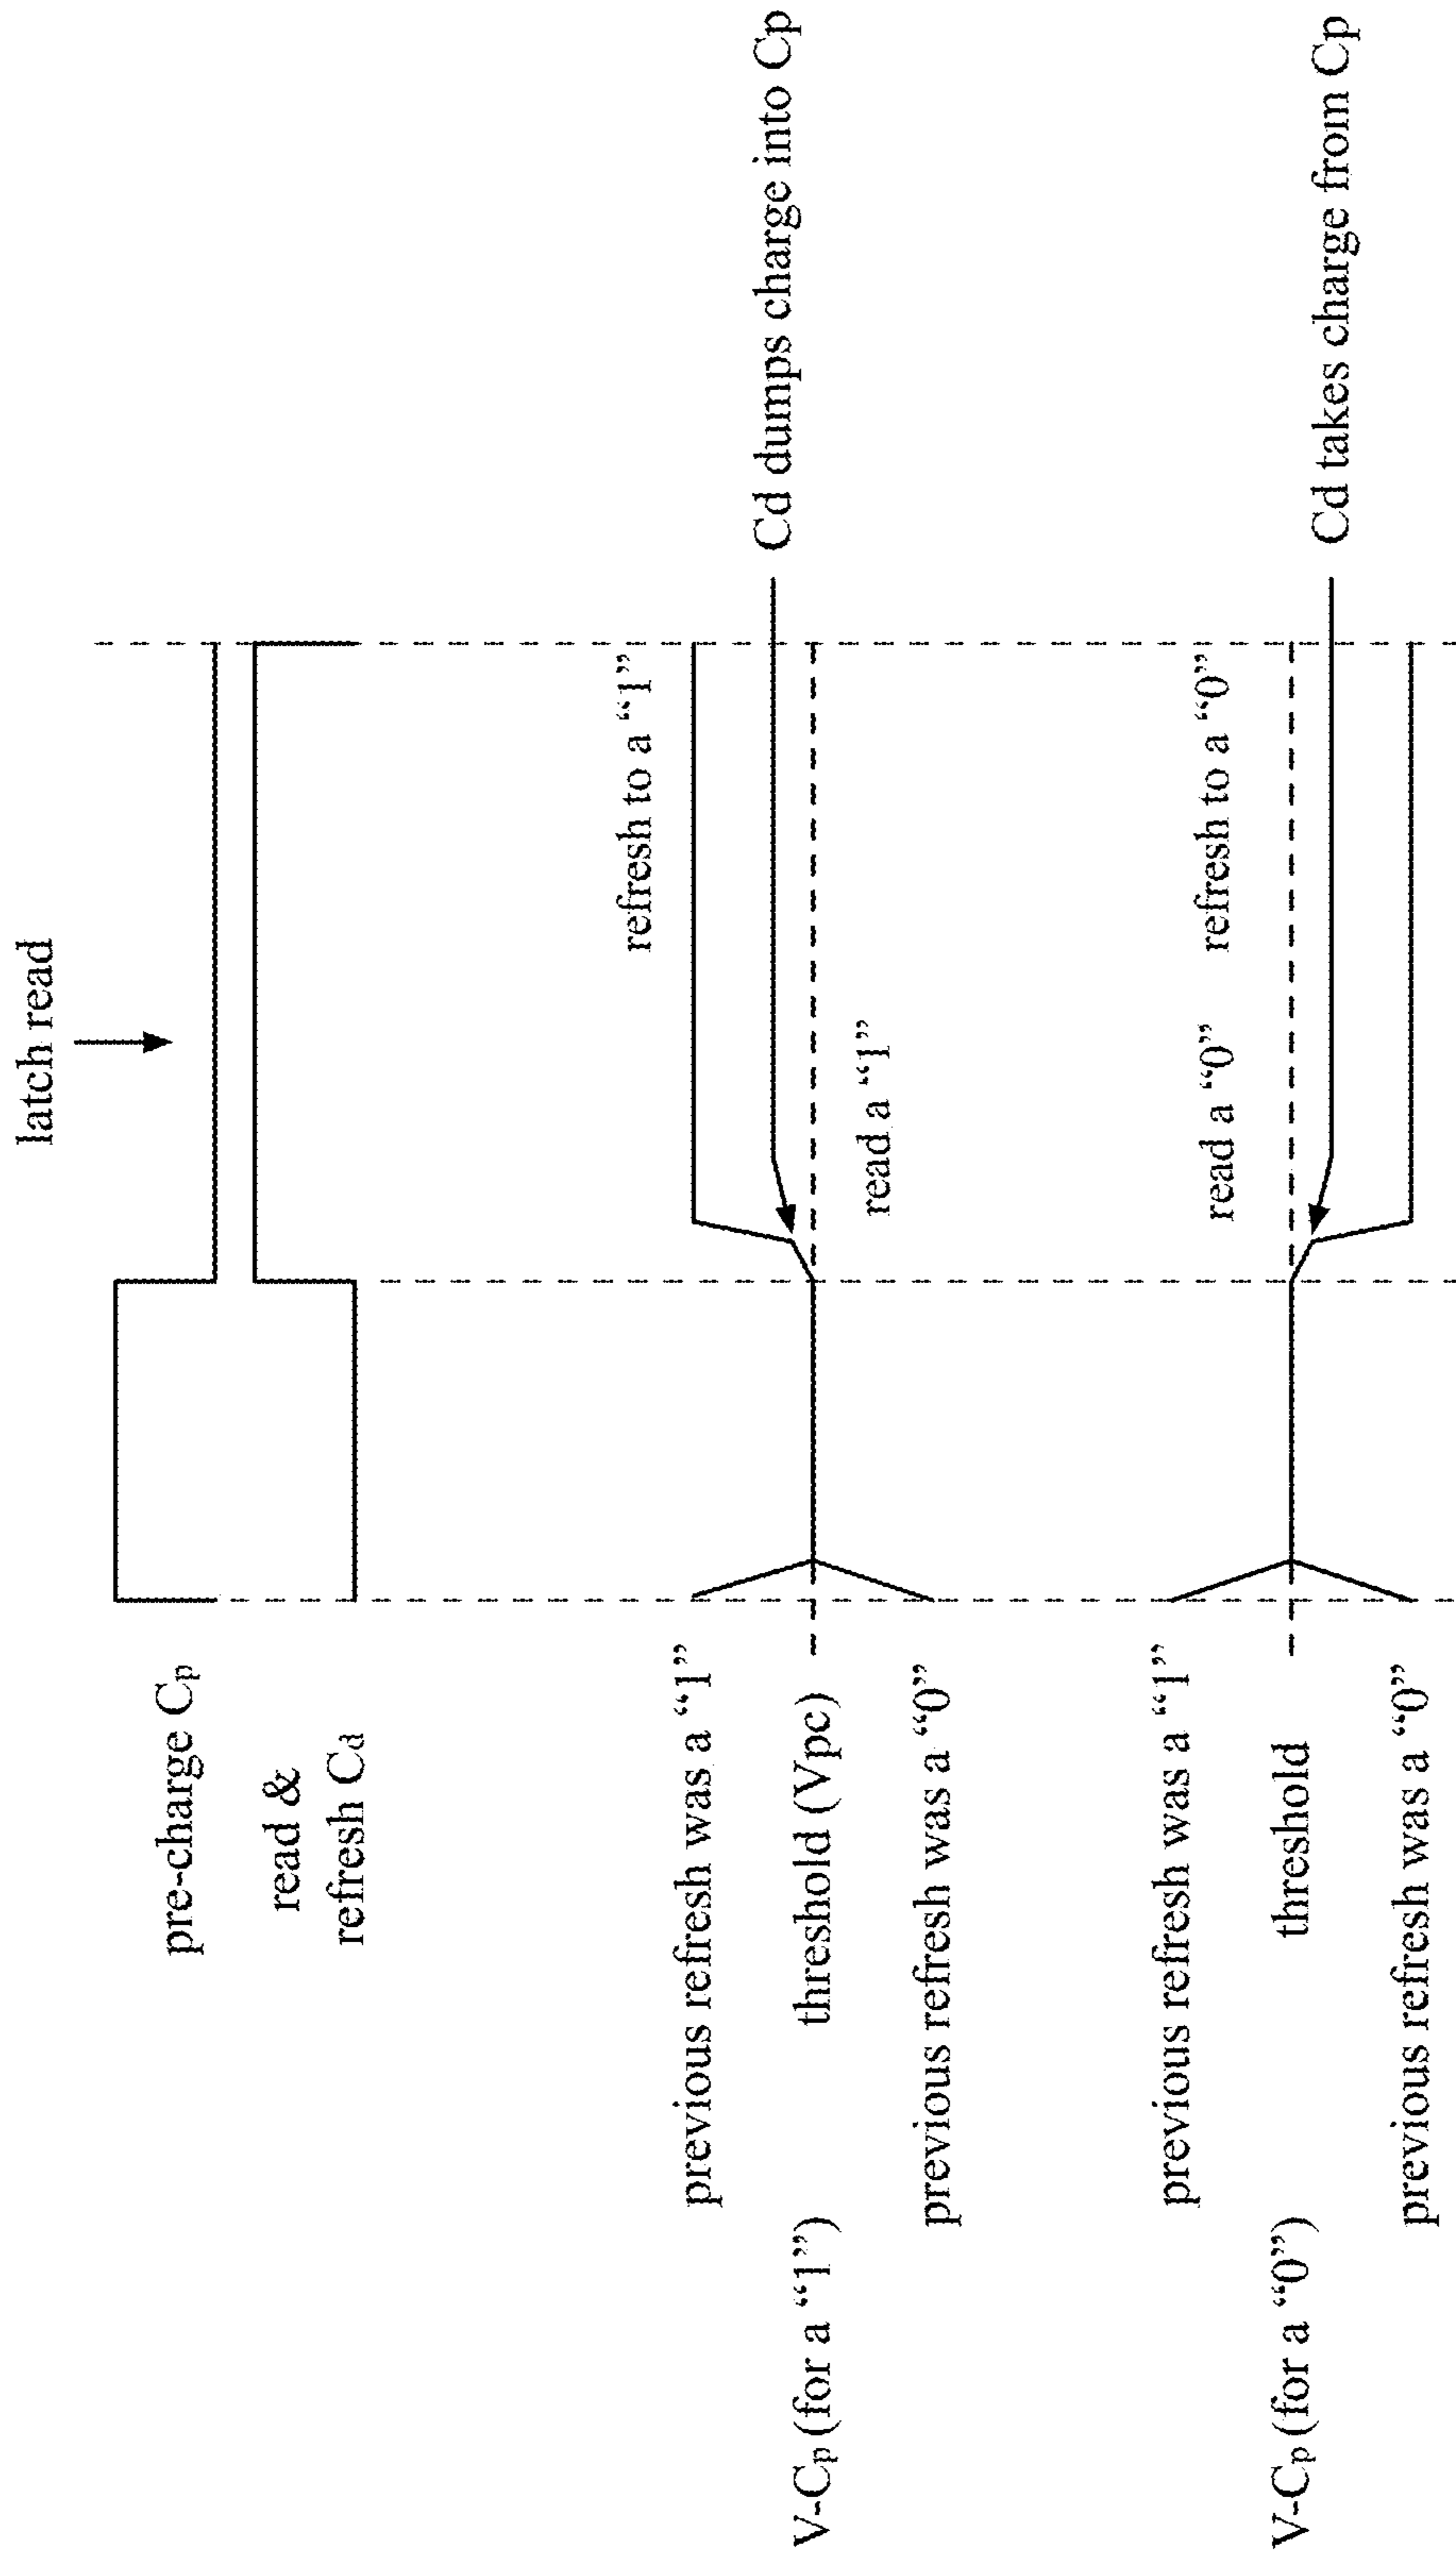 latch read
pre-charge Cp
read &
refresh Cd
previous refresh was a “1”
refresh to a “1”
V-Cp (for a “1”)
threshold (Vpc)
Cd dumps charge into Cp
read a “1”
previous refresh was a “0”
previous refresh was a “1”
read a “0”
refresh to a “0”
V-Cp (for a “0”)
threshold
Cd takes charge from Cp
previous refresh was a “0”